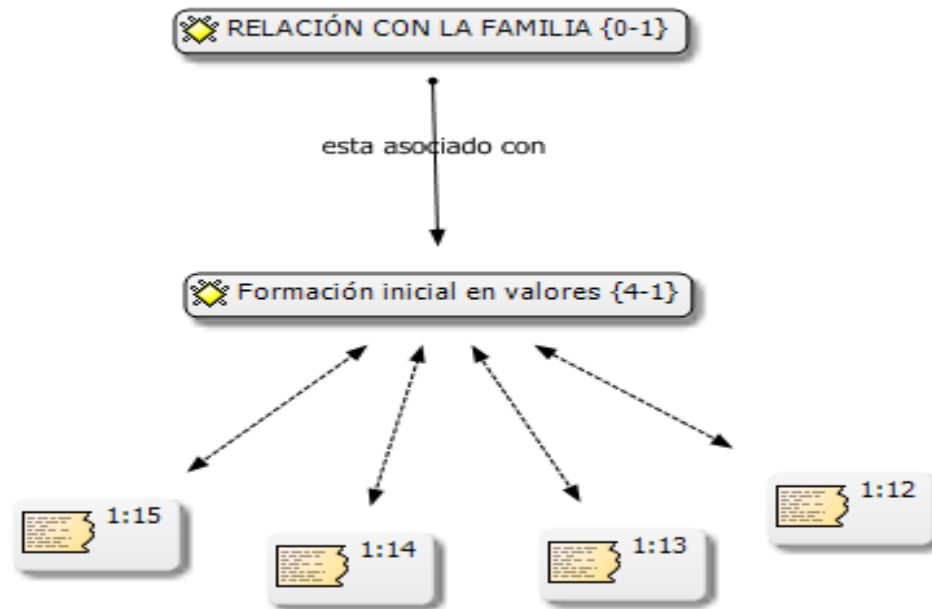 RELACIÓN CON LA FAMILIA {0-1}
esta asociado con
Formación inicial en valores {4-1}
1:15
1:14
1:13
1:12